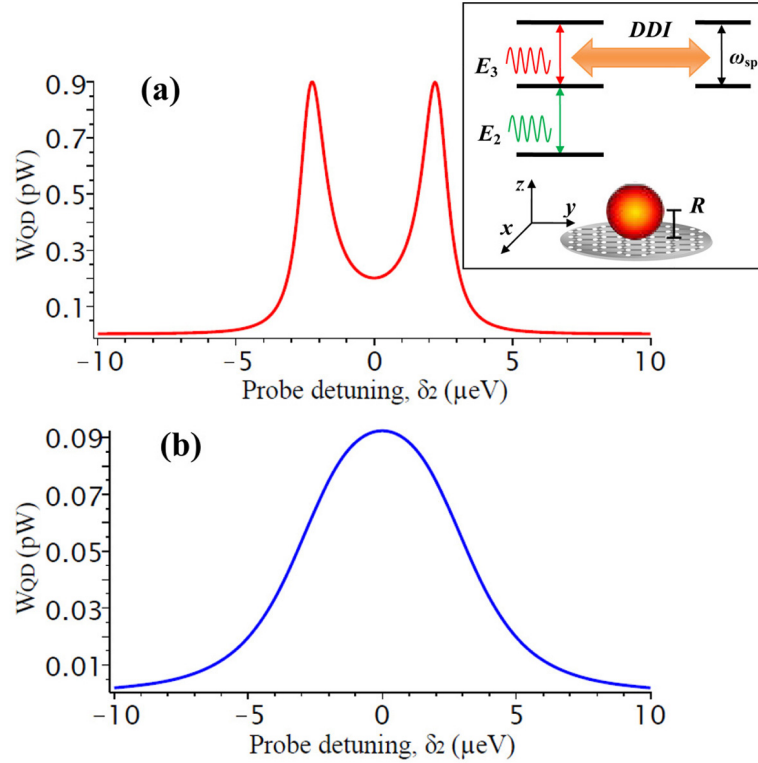 (a)
W_QD (pW)
0.9
0.7
0.5
0.3
0.1
−10 −5 0 5 10
Probe detuning, δ2 (µeV)
DDI
E3
ωsp
E2
z
y
x
R
(b)
WQD (pW)
0.09
0.07
0.05
0.03
0.01
−10 −5 0 5 10
Probe detuning, δ2 (µeV)